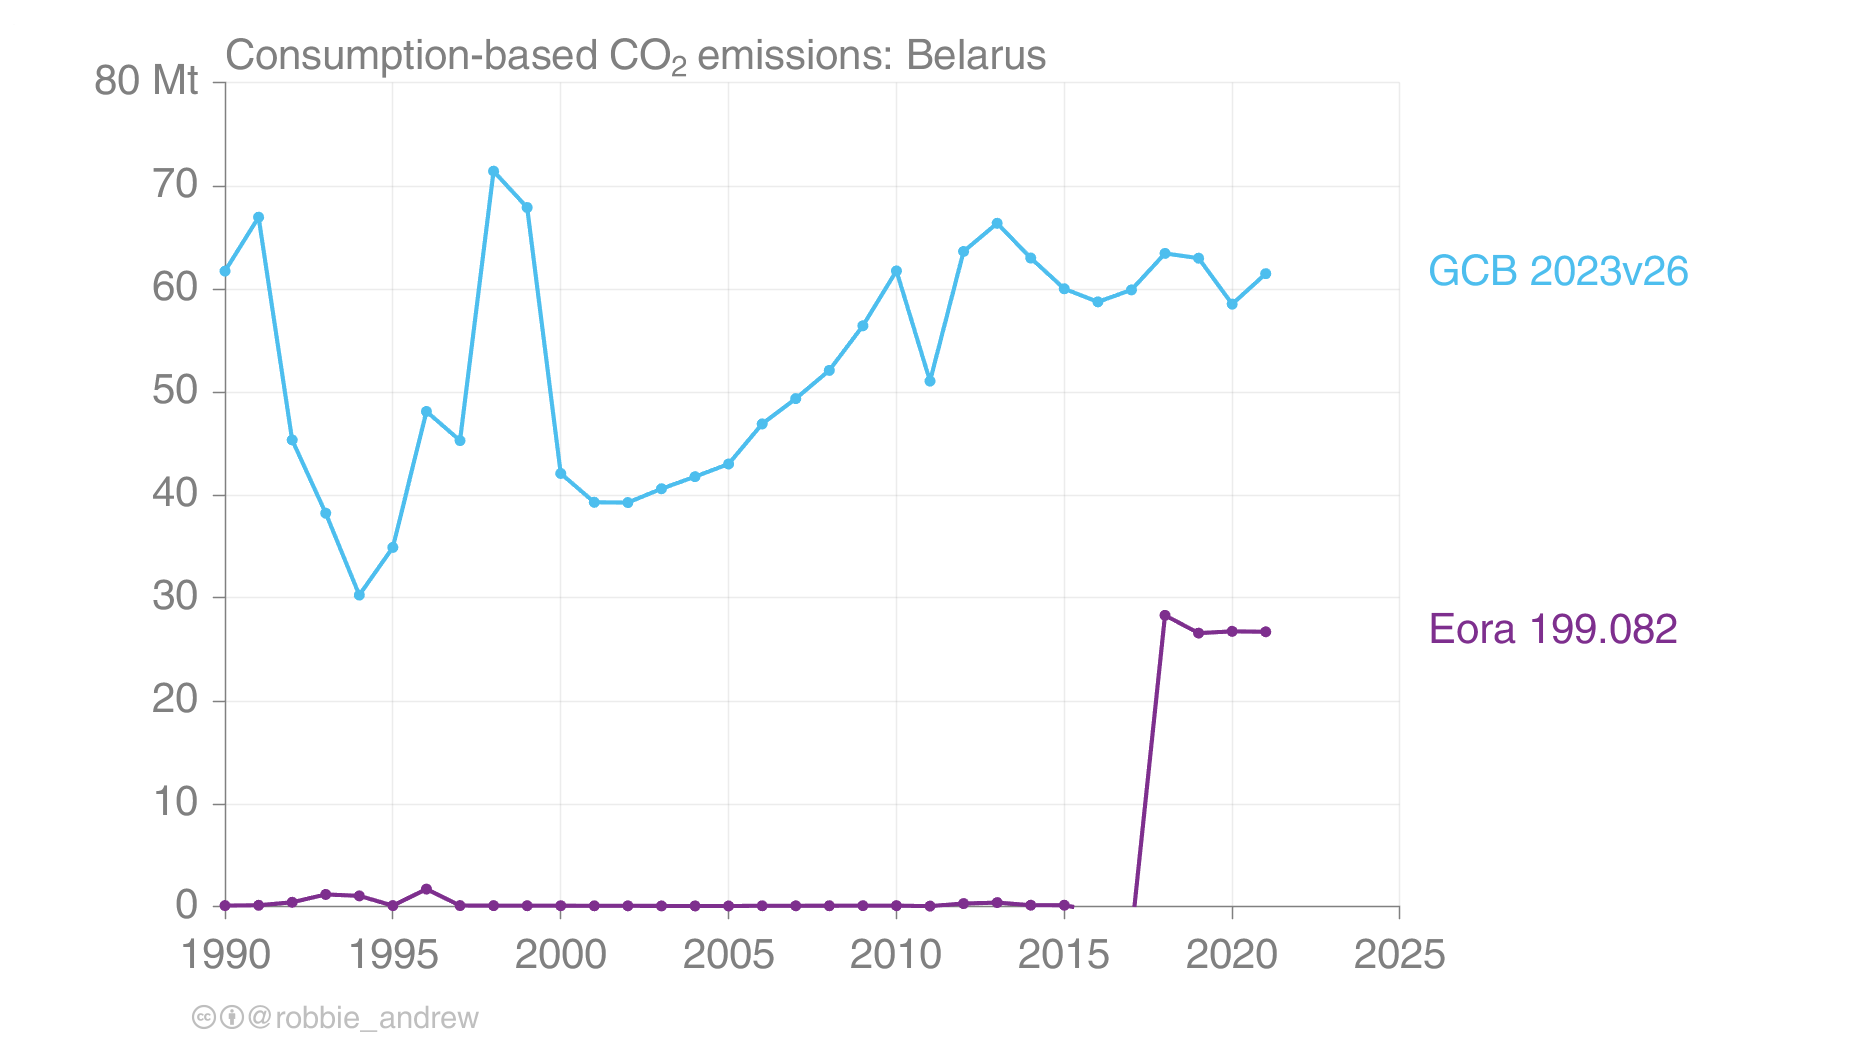 Consumption-based CO₂ emissions: Belarus
80 Mt
70
60
50
40
30
20
10
0
GCB 2023v26
Eora 199.082
1990 1995 2000 2005 2010 2015 2020 2025
@robbie_andrew